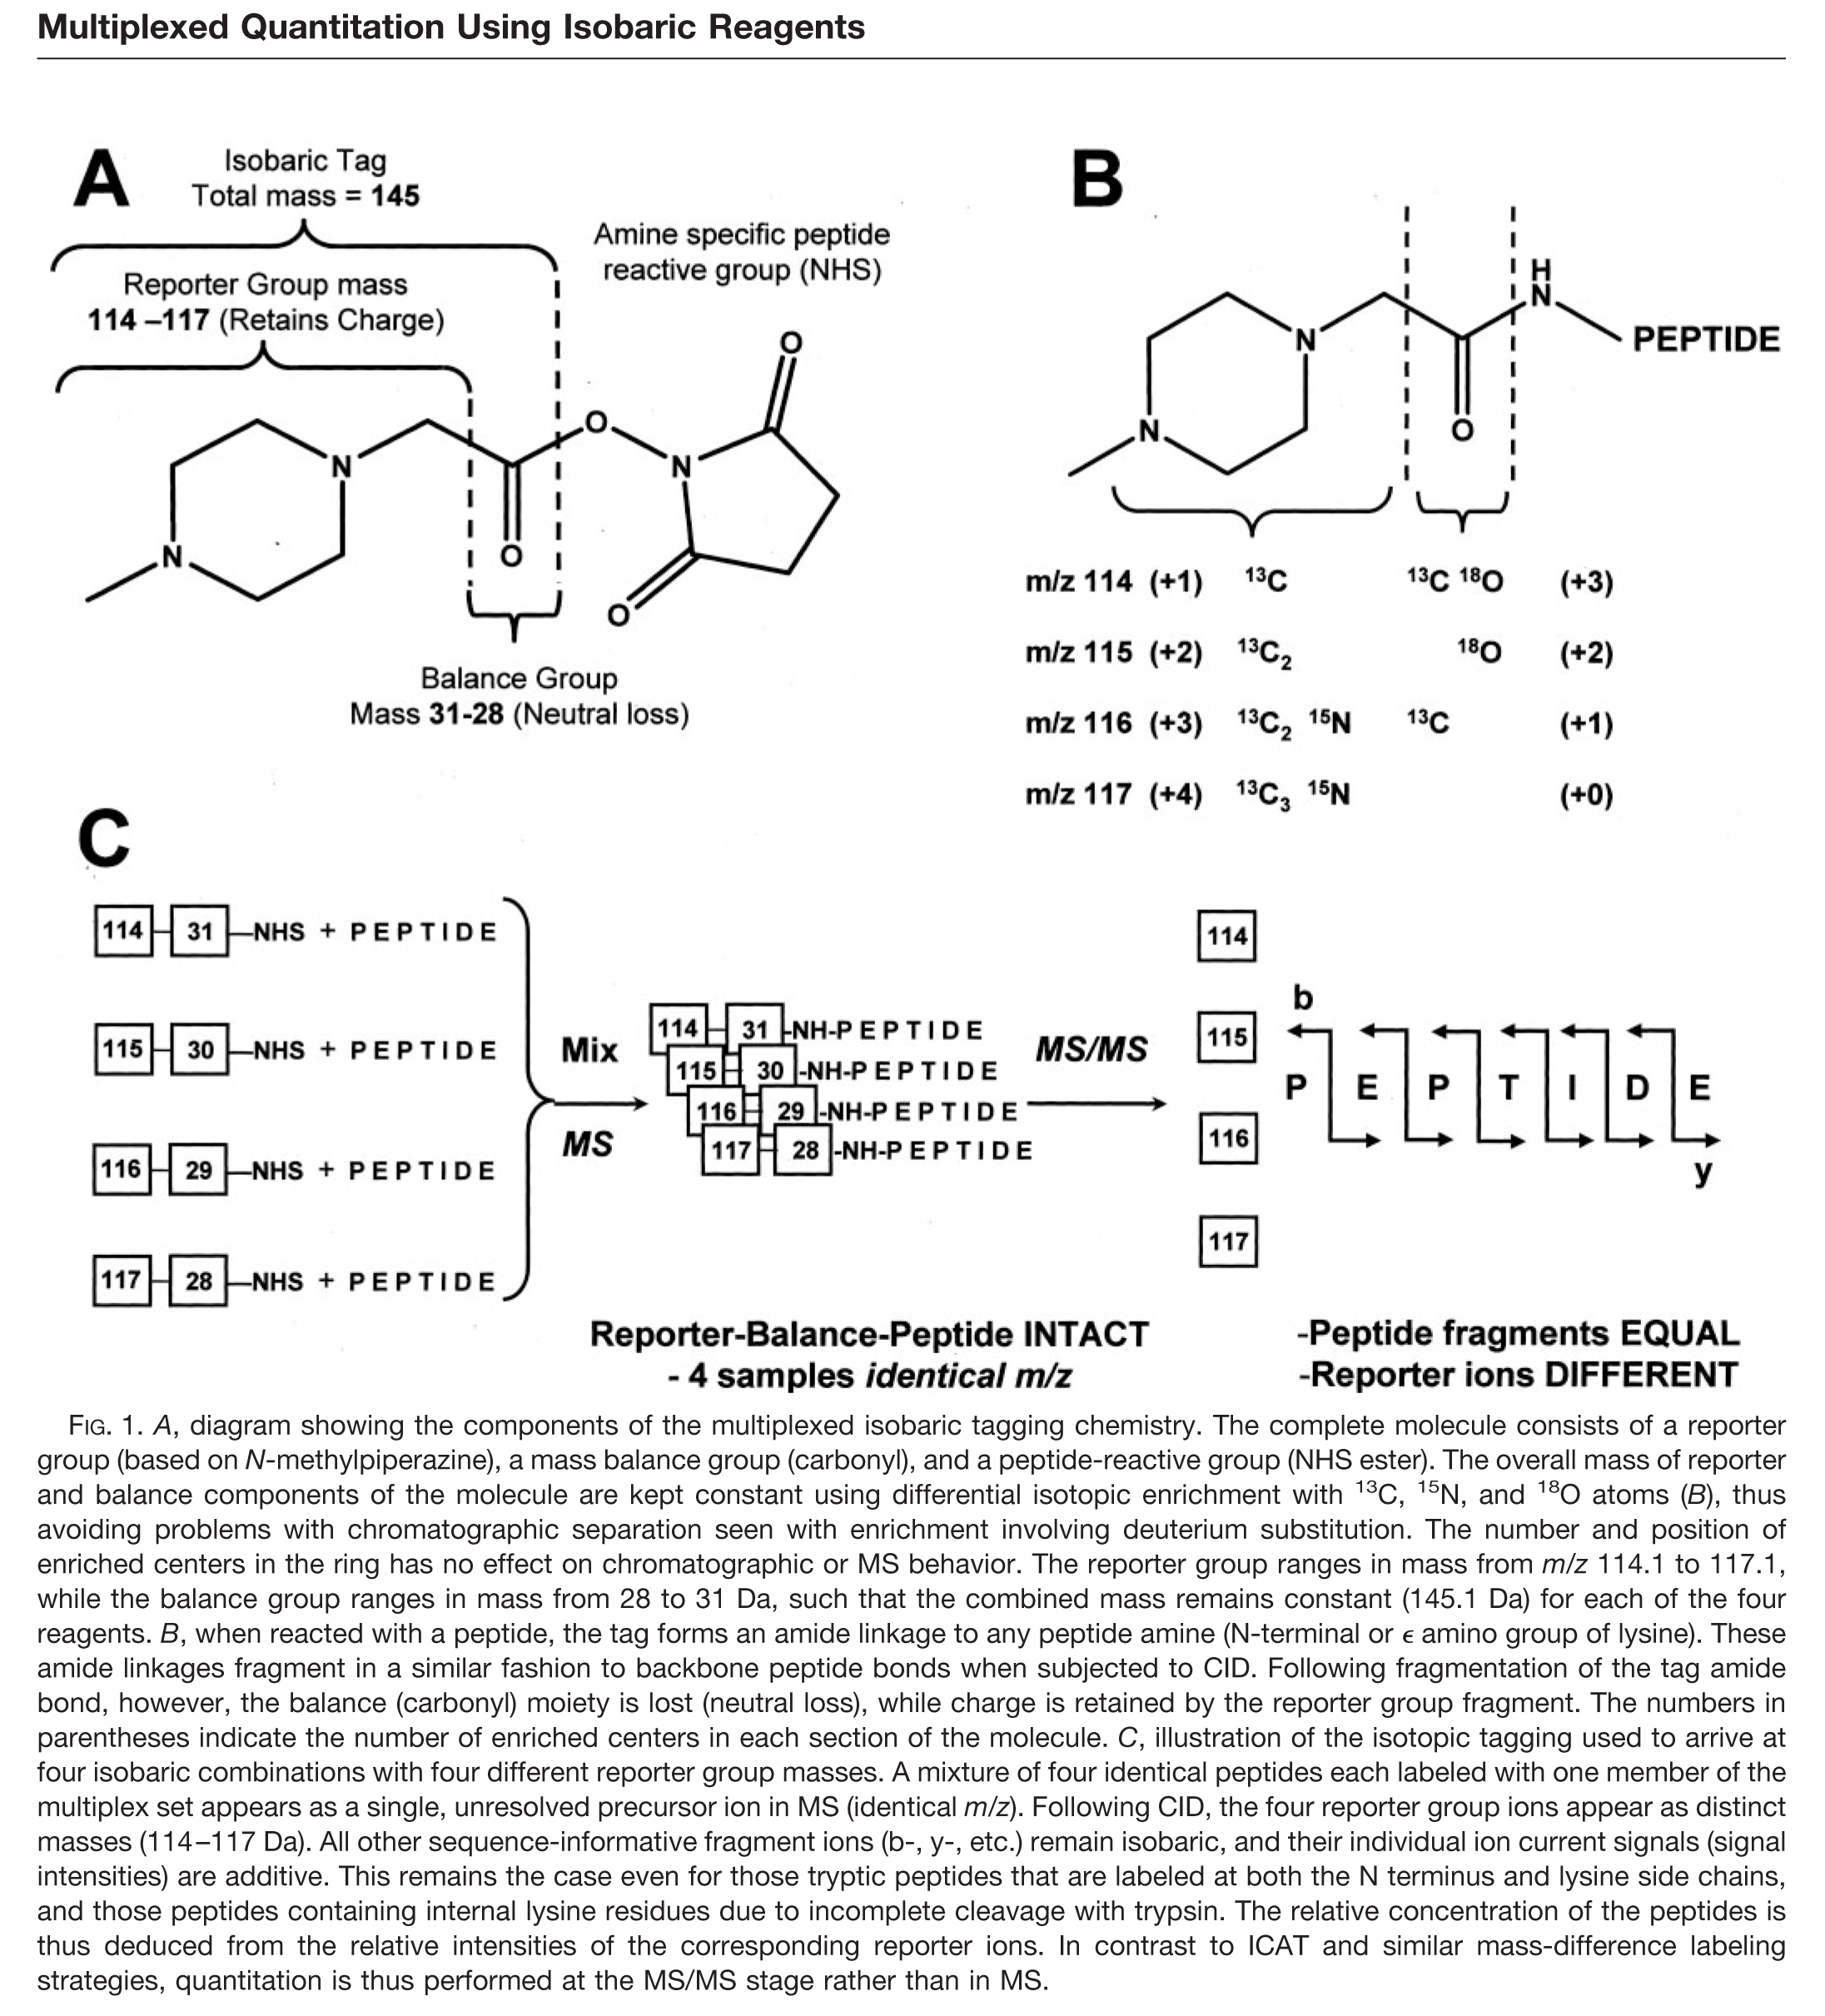 Multiplexed Quantitation Using Isobaric Reagents
A
Isobaric Tag
Total mass = 145
Reporter Group mass
114 –117 (Retains Charge)
Amine specific peptide
reactive group (NHS)
N
N
O
O
N
O
O
Balance Group
Mass 31-28 (Neutral loss)
B
N
N
O
H
N
PEPTIDE
m/z 114 (+1) ¹³C ¹³C ¹⁸O (+3)
m/z 115 (+2) ¹³C₂ ¹⁸O (+2)
m/z 116 (+3) ¹³C₂ ¹⁵N ¹³C (+1)
m/z 117 (+4) ¹³C₃ ¹⁵N (+0)
C
114 31 NHS + PEPTIDE
115 30 NHS + PEPTIDE
116 29 NHS + PEPTIDE
117 28 NHS + PEPTIDE
Mix
MS
114 31 -NH-PEPTIDE
115 30 -NH-PEPTIDE
116 29 -NH-PEPTIDE
117 28 -NH-PEPTIDE
MS/MS
114
115
116
117
b
P E P T I D E
y
Reporter-Balance-Peptide INTACT
- 4 samples identical m/z
-Peptide fragments EQUAL
-Reporter ions DIFFERENT
FIG. 1. A, diagram showing the components of the multiplexed isobaric tagging chemistry. The complete molecule consists of a reporter
group (based on N-methylpiperazine), a mass balance group (carbonyl), and a peptide-reactive group (NHS ester). The overall mass of reporter
and balance components of the molecule are kept constant using differential isotopic enrichment with ¹³C, ¹⁵N, and ¹⁸O atoms (B), thus
avoiding problems with chromatographic separation seen with enrichment involving deuterium substitution. The number and position of
enriched centers in the ring has no effect on chromatographic or MS behavior. The reporter group ranges in mass from m/z 114.1 to 117.1,
while the balance group ranges in mass from 28 to 31 Da, such that the combined mass remains constant (145.1 Da) for each of the four
reagents. B, when reacted with a peptide, the tag forms an amide linkage to any peptide amine (N-terminal or ϵ amino group of lysine). These
amide linkages fragment in a similar fashion to backbone peptide bonds when subjected to CID. Following fragmentation of the tag amide
bond, however, the balance (carbonyl) moiety is lost (neutral loss), while charge is retained by the reporter group fragment. The numbers in
parentheses indicate the number of enriched centers in each section of the molecule. C, illustration of the isotopic tagging used to arrive at
four isobaric combinations with four different reporter group masses. A mixture of four identical peptides each labeled with one member of the
multiplex set appears as a single, unresolved precursor ion in MS (identical m/z). Following CID, the four reporter group ions appear as distinct
masses (114–117 Da). All other sequence-informative fragment ions (b-, y-, etc.) remain isobaric, and their individual ion current signals (signal
intensities) are additive. This remains the case even for those tryptic peptides that are labeled at both the N terminus and lysine side chains,
and those peptides containing internal lysine residues due to incomplete cleavage with trypsin. The relative concentration of the peptides is
thus deduced from the relative intensities of the corresponding reporter ions. In contrast to ICAT and similar mass-difference labeling
strategies, quantitation is thus performed at the MS/MS stage rather than in MS.